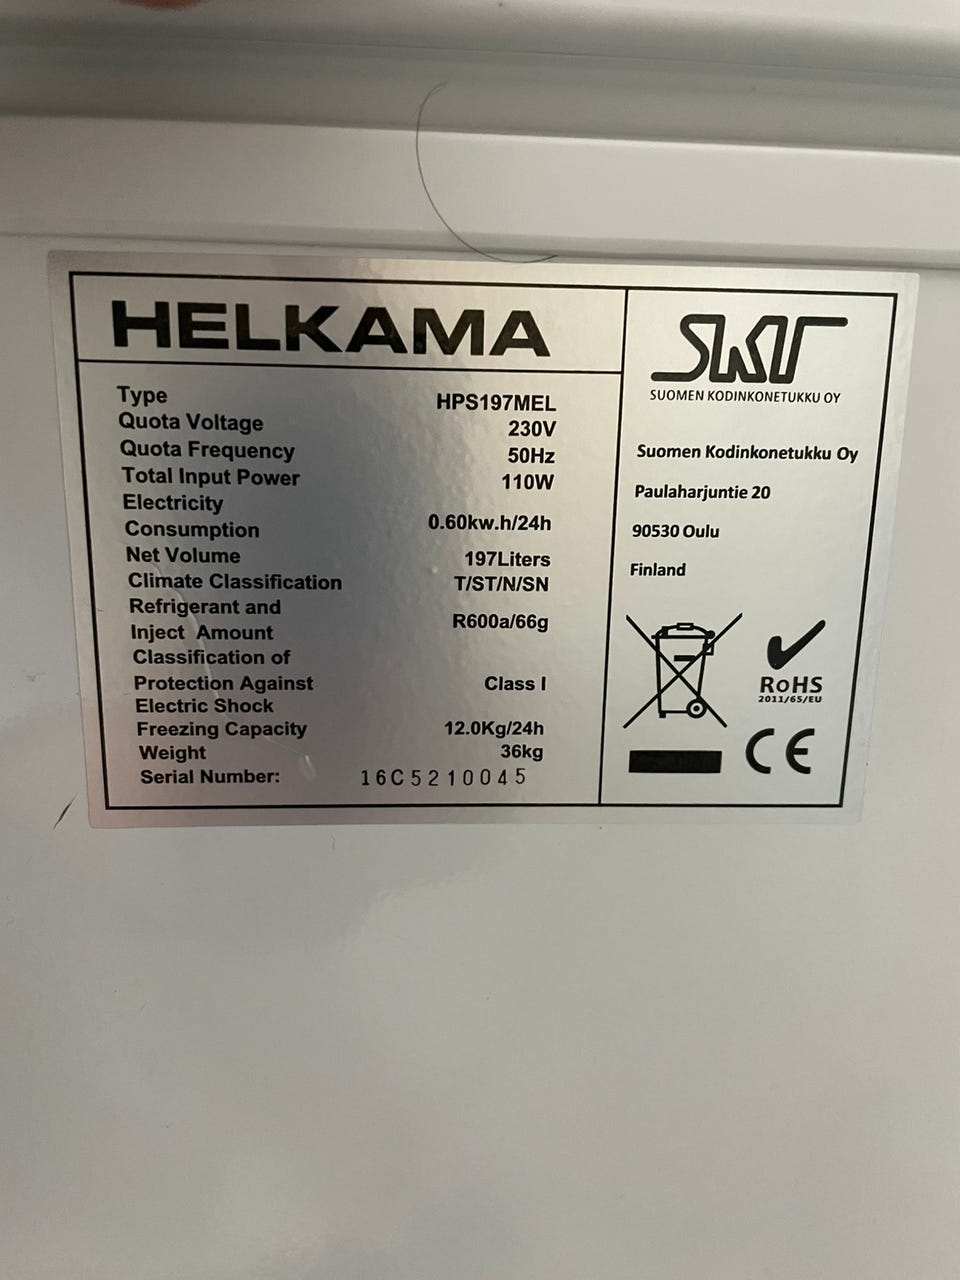 HELKAMA
Type HPS197MEL
Quota Voltage 230V
Quota Frequency 50Hz
Total Input Power 110W
Electricity
Consumption 0.60kw.h/24h
Net Volume 197Liters
Climate Classification T/ST/N/SN
Refrigerant and
Inject Amount R600a/66g
Classification of
Protection Against Class I
Electric Shock
Freezing Capacity 12.0Kg/24h
Weight 36kg
Serial Number: 16C5210045
SKT
SUOMEN KODINKONETUKKU OY
Suomen Kodinkonetukku Oy
Paulaharjuntie 20
90530 Oulu
Finland
RoHS
2011/65/EU
CE